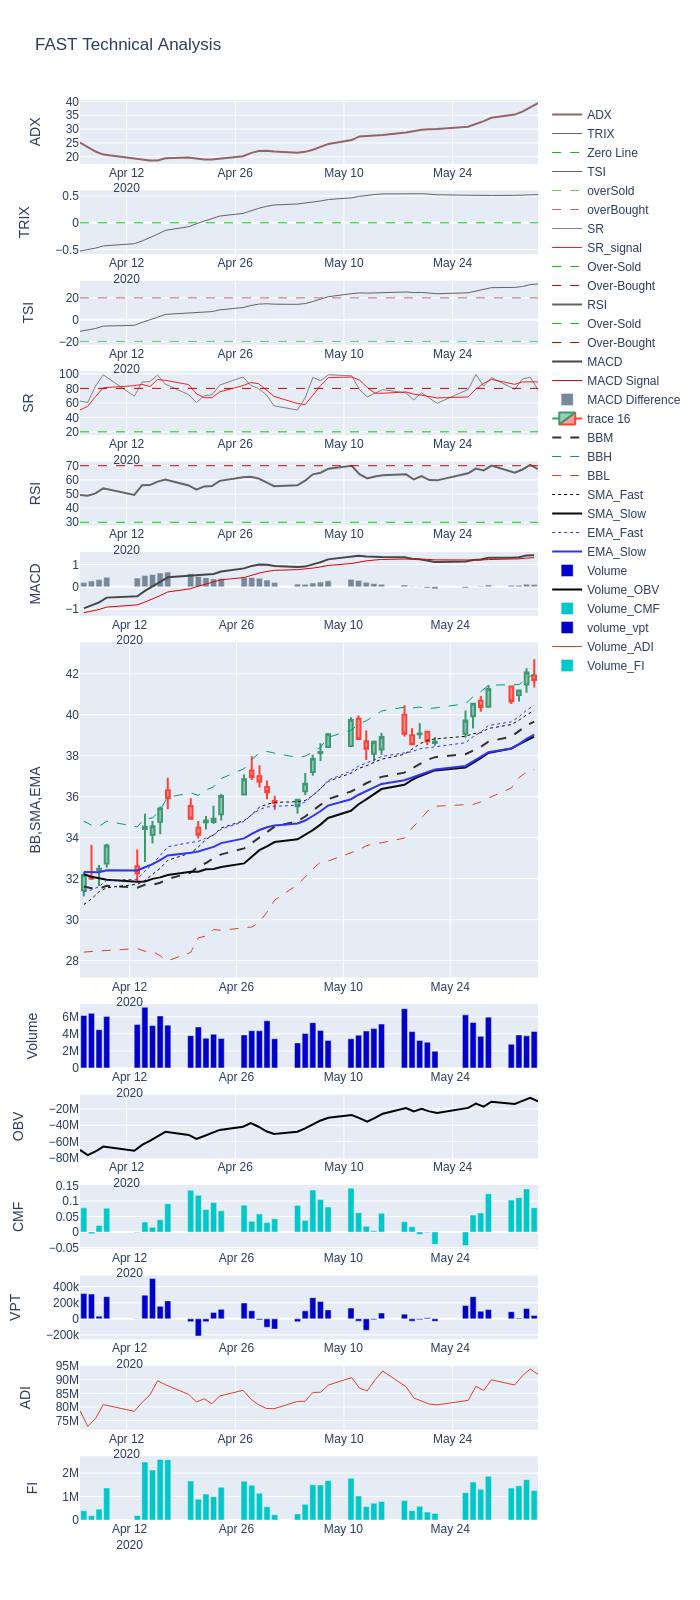 FAST Technical Analysis
ADX
40
35
30
25
20
Apr 12
2020
Apr 26
May 10
May 24
TRIX
0.5
0
−0.5
Apr 12
2020
Apr 26
May 10
May 24
TSI
20
0
−20
Apr 12
2020
Apr 26
May 10
May 24
SR
100
80
60
40
20
Apr 12
2020
Apr 26
May 10
May 24
RSI
70
60
50
40
30
Apr 12
2020
Apr 26
May 10
May 24
MACD
1
0
−1
Apr 12
2020
Apr 26
May 10
May 24
BB,SMA,EMA
42
40
38
36
34
32
30
28
Apr 12
2020
Apr 26
May 10
May 24
Volume
6M
4M
2M
0
Apr 12
2020
Apr 26
May 10
May 24
OBV
−20M
−40M
−60M
−80M
Apr 12
2020
Apr 26
May 10
May 24
CMF
0.15
0.1
0.05
0
−0.05
Apr 12
2020
Apr 26
May 10
May 24
VPT
400k
200k
0
−200k
Apr 12
2020
Apr 26
May 10
May 24
ADI
95M
90M
85M
80M
75M
Apr 12
2020
Apr 26
May 10
May 24
FI
2M
1M
0
Apr 12
2020
Apr 26
May 10
May 24
ADX
TRIX
Zero Line
TSI
overSold
overBought
SR
SR_signal
Over-Sold
Over-Bought
RSI
Over-Sold
Over-Bought
MACD
MACD Signal
MACD Difference
trace 16
BBM
BBH
BBL
SMA_Fast
SMA_Slow
EMA_Fast
EMA_Slow
Volume
Volume_OBV
Volume_CMF
volume_vpt
Volume_ADI
Volume_FI